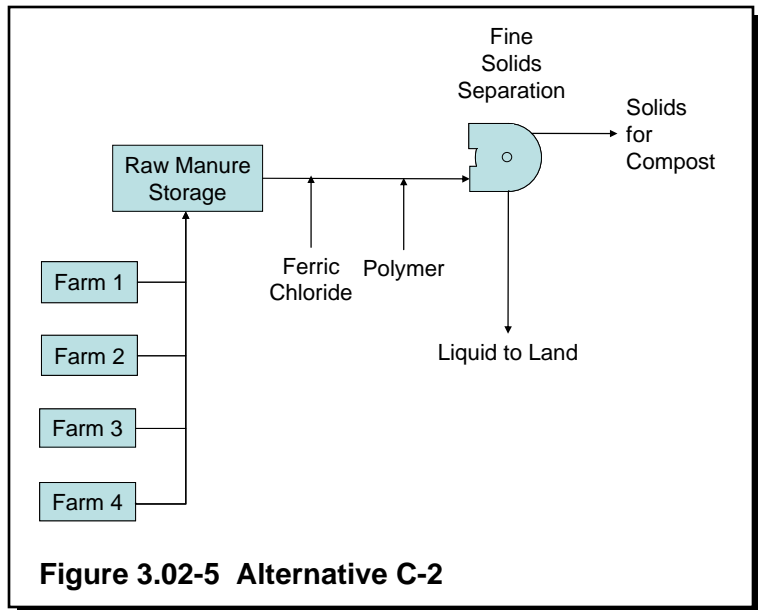 Fine
Solids
Separation
Solids
for
Compost
Raw Manure
Storage
Ferric
Chloride
Polymer
Farm 1
Farm 2
Farm 3
Farm 4
Liquid to Land
Figure 3.02-5 Alternative C-2